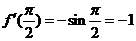 f′(π/2) = −sin π/2 = −1